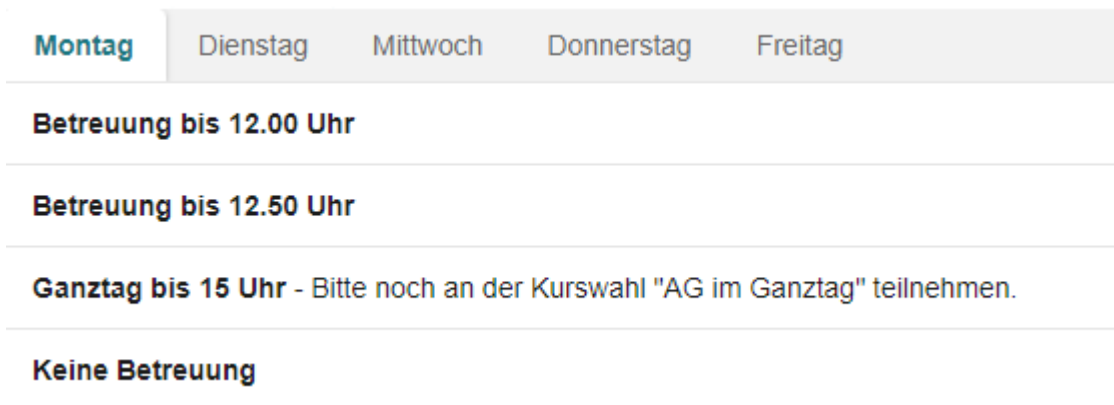 Montag Dienstag Mittwoch Donnerstag Freitag
Betreuung bis 12.00 Uhr
Betreuung bis 12.50 Uhr
Ganztag bis 15 Uhr - Bitte noch an der Kurswahl "AG im Ganztag" teilnehmen.
Keine Betreuung